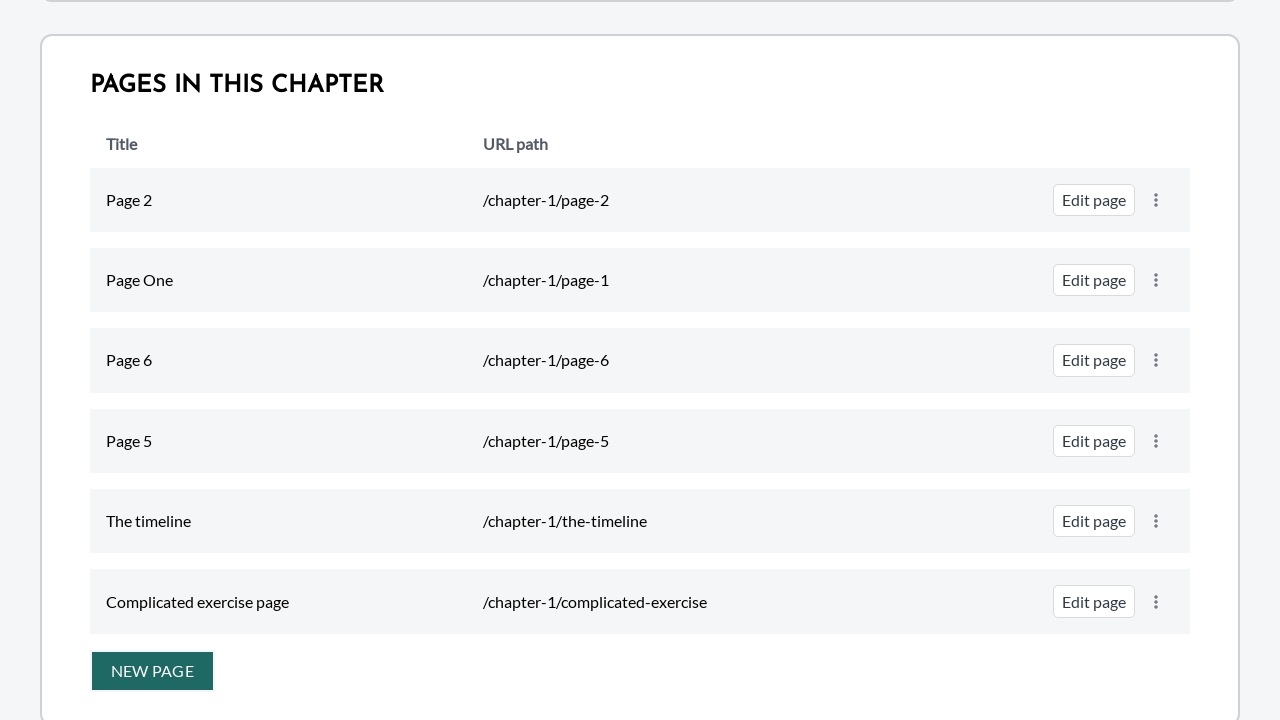 PAGES IN THIS CHAPTER
Title URL path
Page 2 /chapter-1/page-2 Edit page
Page One /chapter-1/page-1 Edit page
Page 6 /chapter-1/page-6 Edit page
Page 5 /chapter-1/page-5 Edit page
The timeline /chapter-1/the-timeline Edit page
Complicated exercise page /chapter-1/complicated-exercise Edit page
NEW PAGE